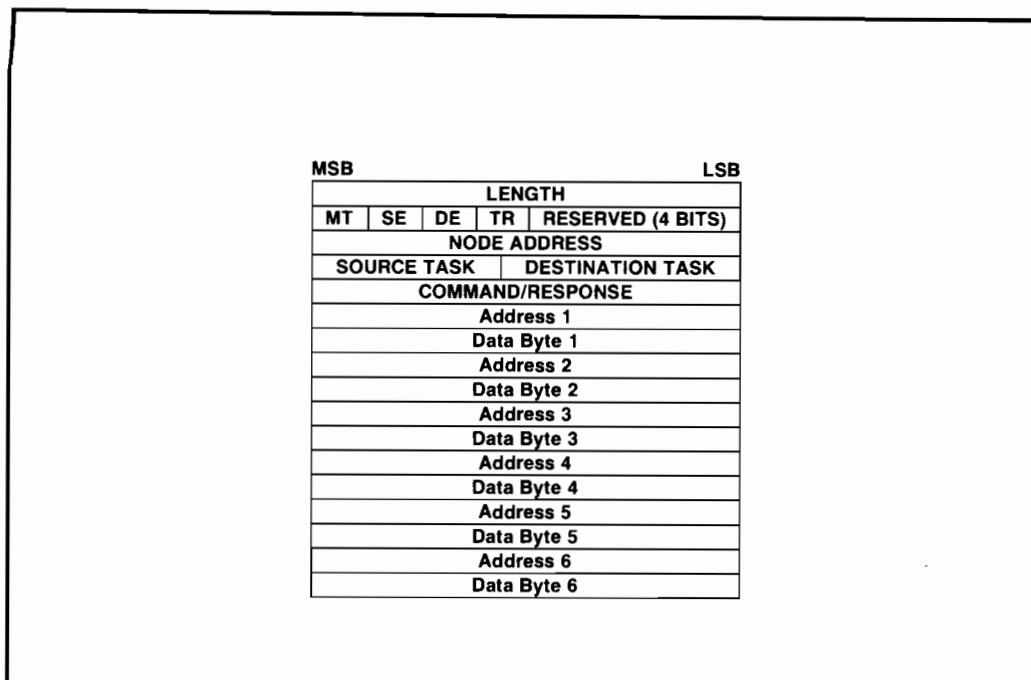 MSB LSB
LENGTH
MT SE DE TR RESERVED (4 BITS)
NODE ADDRESS
SOURCE TASK DESTINATION TASK
COMMAND/RESPONSE
Address 1
Data Byte 1
Address 2
Data Byte 2
Address 3
Data Byte 3
Address 4
Data Byte 4
Address 5
Data Byte 5
Address 6
Data Byte 6